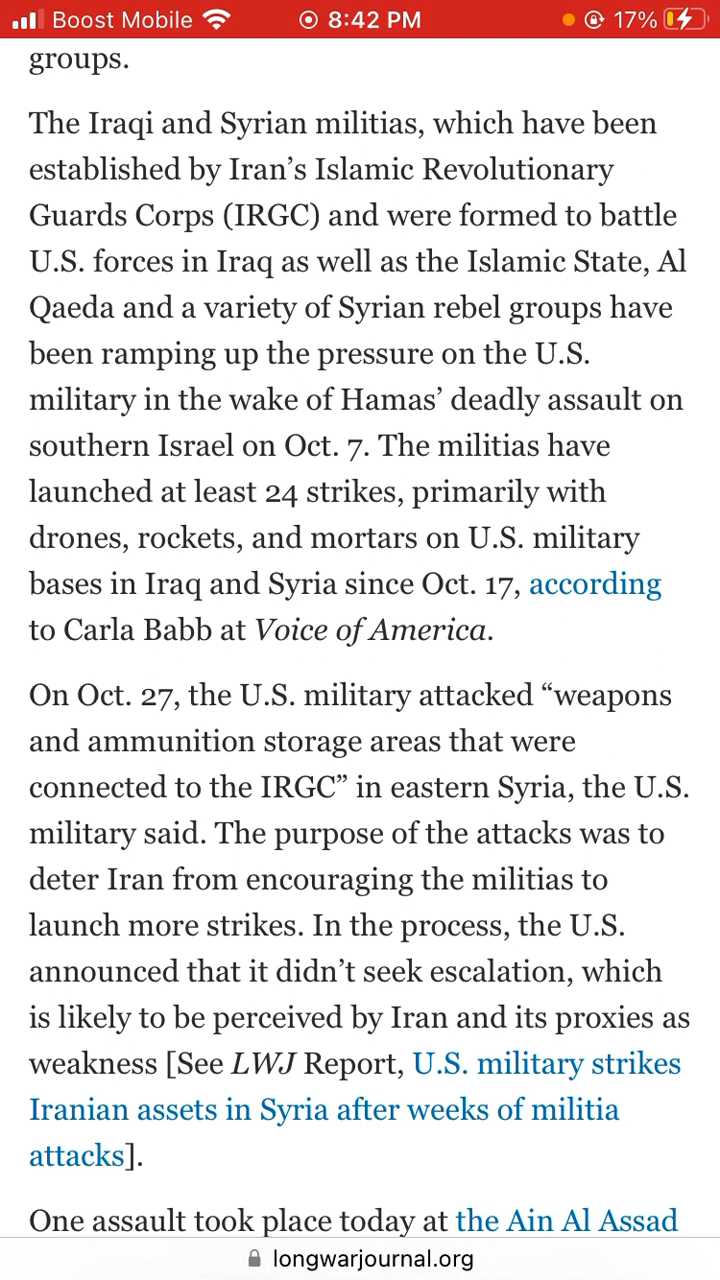 Boost Mobile 8:42 PM 17%
groups.
The Iraqi and Syrian militias, which have been
established by Iran’s Islamic Revolutionary
Guards Corps (IRGC) and were formed to battle
U.S. forces in Iraq as well as the Islamic State, Al
Qaeda and a variety of Syrian rebel groups have
been ramping up the pressure on the U.S.
military in the wake of Hamas’ deadly assault on
southern Israel on Oct. 7. The militias have
launched at least 24 strikes, primarily with
drones, rockets, and mortars on U.S. military
bases in Iraq and Syria since Oct. 17, according
to Carla Babb at Voice of America.
On Oct. 27, the U.S. military attacked “weapons
and ammunition storage areas that were
connected to the IRGC” in eastern Syria, the U.S.
military said. The purpose of the attacks was to
deter Iran from encouraging the militias to
launch more strikes. In the process, the U.S.
announced that it didn’t seek escalation, which
is likely to be perceived by Iran and its proxies as
weakness [See LWJ Report, U.S. military strikes
Iranian assets in Syria after weeks of militia
attacks].
One assault took place today at the Ain Al Assad
longwarjournal.org